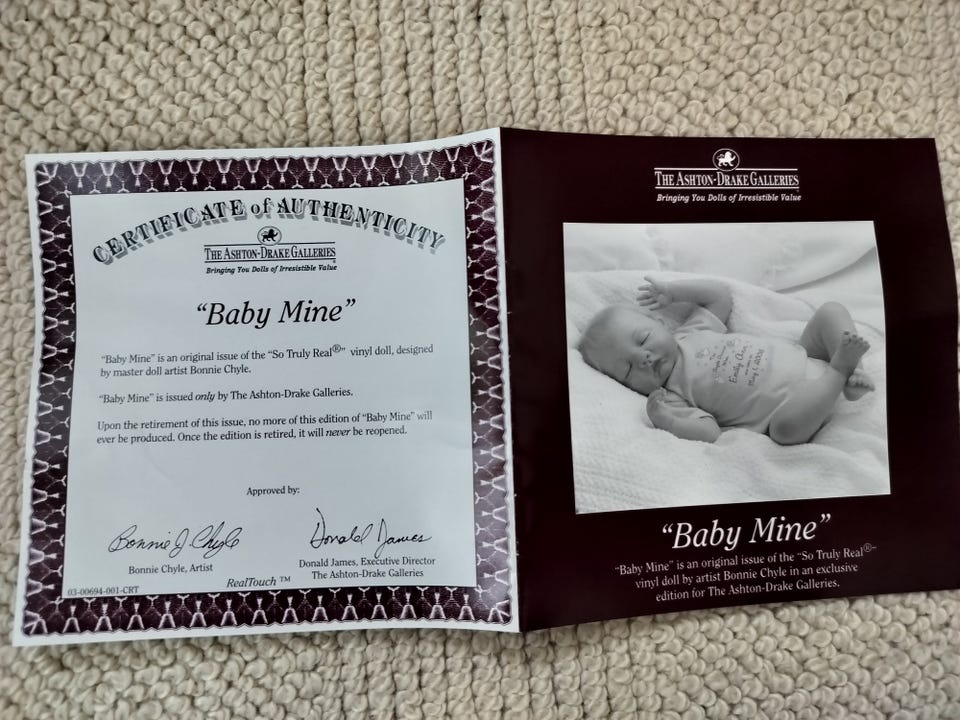 CERTIFICATE of AUTHENTICITY
THE ASHTON-DRAKE GALLERIES
Bringing You Dolls of Irresistible Value
“Baby Mine”
“Baby Mine” is an original issue of the “So Truly Real®” vinyl doll, designed
by master doll artist Bonnie Chyle.
“Baby Mine” is issued only by The Ashton-Drake Galleries.
Upon the retirement of this issue, no more of this edition of “Baby Mine” will
ever be produced. Once the edition is retired, it will never be reopened.
Approved by:
Bonnie J Chyle
Donald James
Bonnie Chyle, Artist
Donald James, Executive Director
The Ashton-Drake Galleries
RealTouch ™
03-00694-001-CRT
THE ASHTON-DRAKE GALLERIES
Bringing You Dolls of Irresistible Value
Emily Ann
May 1,
“Baby Mine”
“Baby Mine” is an original issue of the “So Truly Real®”
vinyl doll by artist Bonnie Chyle in an exclusive
edition for The Ashton-Drake Galleries.